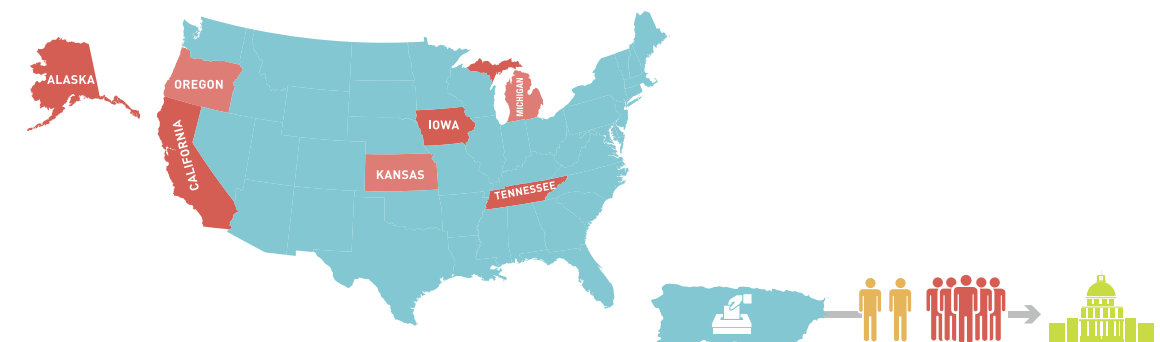 ALASKA
OREGON
MICHIGAN
IOWA
CALIFORNIA
KANSAS
TENNESSEE